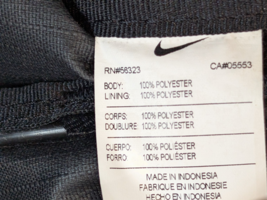 RN#56323 CA#05553
BODY: 100% POLYESTER
LINING: 100% POLYESTER
CORPS: 100% POLYESTER
DOUBLURE: 100% POLYESTER
CUERPO: 100% POLIÉSTER
FORRO: 100% POLIÉSTER
MADE IN INDONESIA
FABRIQUE EN INDONESIE
HECHO EN INDONESIA